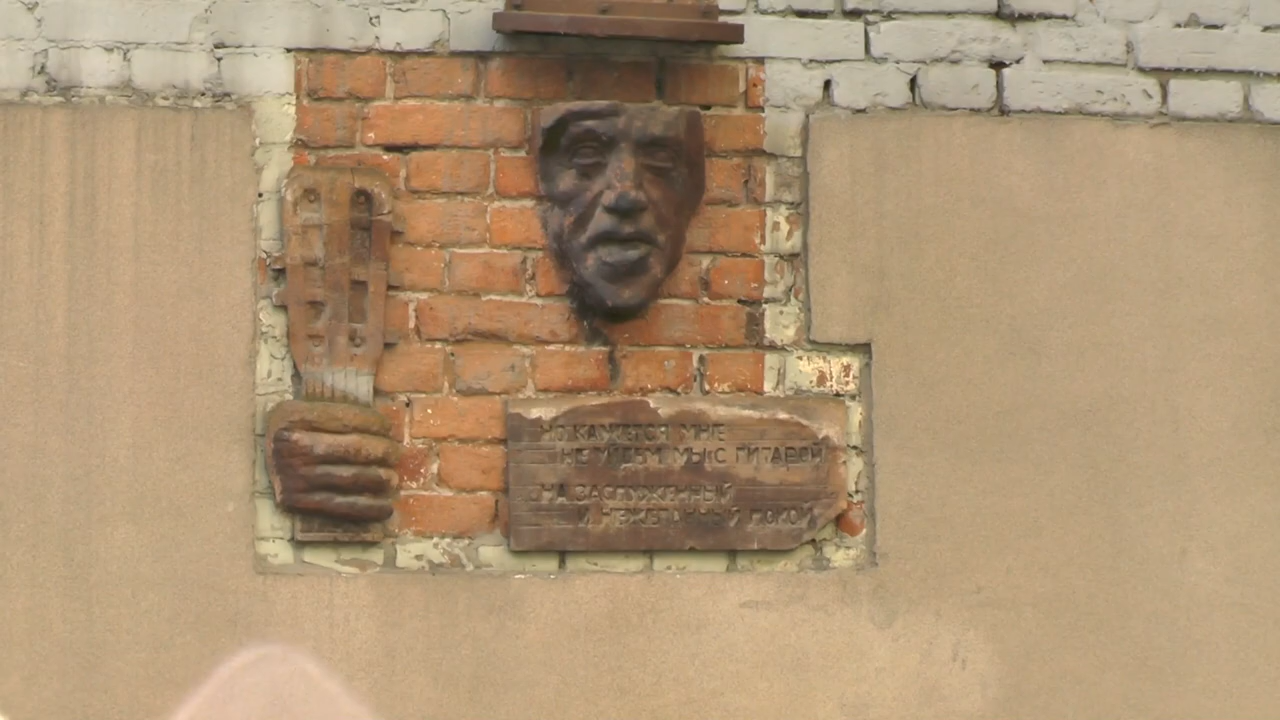 НО КАЖЕТСЯ МНЕ
НЕ УЙДЕМ МЫ С ГИТАРОЙ
НА ЗАСЛУЖЕННЫЙ
И НЕЖЕЛАННЫЙ ПОКОЙ